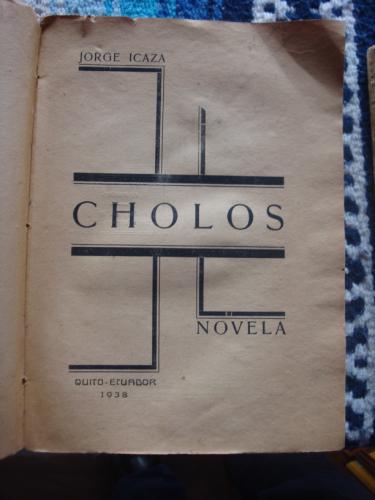 JORGE ICAZA
CHOLOS
NOVELA
QUITO-ECUADOR
1938